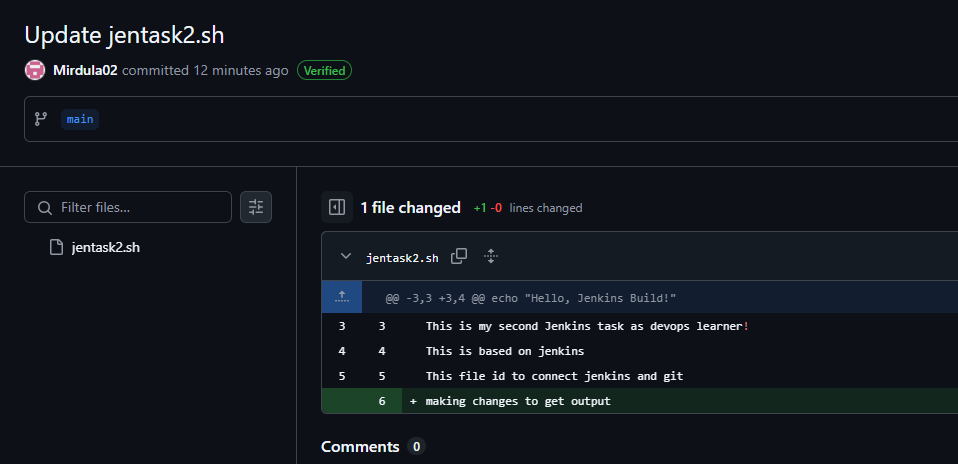 Update jentask2.sh
Mirdula02 committed 12 minutes ago Verified
main
Filter files...
jentask2.sh
1 file changed +1 -0 lines changed
jentask2.sh
@@ -3,3 +3,4 @@ echo "Hello, Jenkins Build!"
3 3 This is my second Jenkins task as devops learner!
4 4 This is based on jenkins
5 5 This file id to connect jenkins and git
6 + making changes to get output
Comments 0